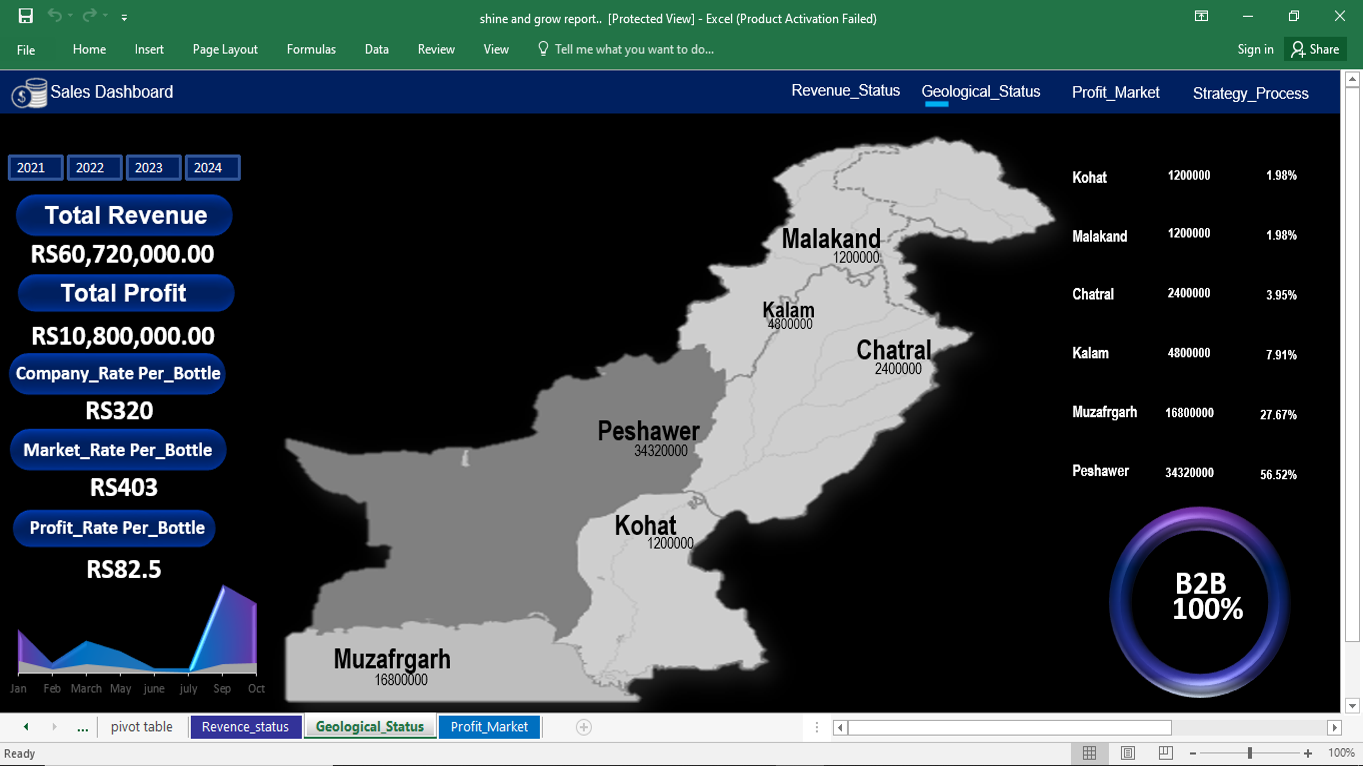 shine and grow report.. [Protected View] - Excel (Product Activation Failed)
File Home Insert Page Layout Formulas Data Review View Tell me what you want to do... Sign in Share
Sales Dashboard Revenue_Status Geological_Status Profit_Market Strategy_Process
2021 2022 2023 2024
Total Revenue
RS60,720,000.00
Total Profit
RS10,800,000.00
Company_Rate Per_Bottle
RS320
Market_Rate Per_Bottle
RS403
Profit_Rate Per_Bottle
RS82.5
Jan Feb March May june july Sep Oct
Malakand
1200000
Kalam
4800000
Chatral
2400000
Peshawer
34320000
Kohat
1200000
Muzafrgarh
16800000
Kohat 1200000 1.98%
Malakand 1200000 1.98%
Chatral 2400000 3.95%
Kalam 4800000 7.91%
Muzafrgarh 16800000 27.67%
Peshawer 34320000 56.52%
B2B
100%
... pivot table Revence_status Geological_Status Profit_Market
Ready 100%